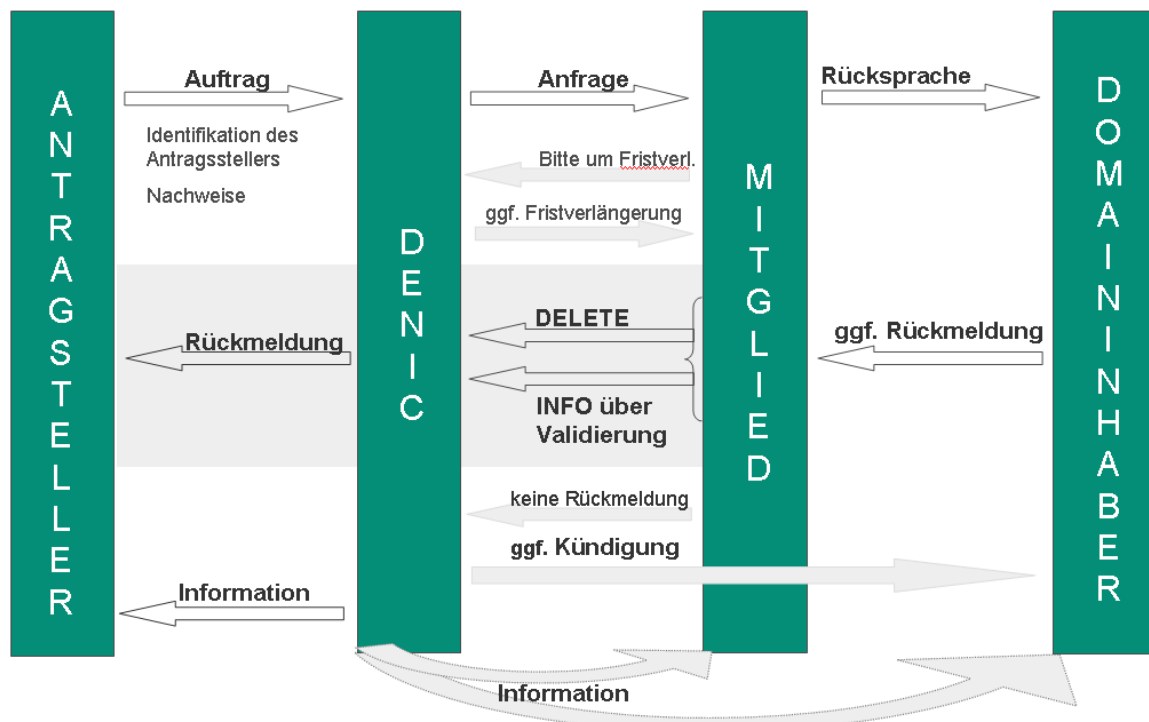 ANTRAGSTELLER
DENIC
MITGLIED
DOMAININHABER
Auftrag
Identifikation des
Antragsstellers
Nachweise
Anfrage
Rücksprache
Bitte um Fristverl.
ggf. Fristverlängerung
Rückmeldung
DELETE
INFO über
Validierung
ggf. Rückmeldung
keine Rückmeldung
ggf. Kündigung
Information
Information